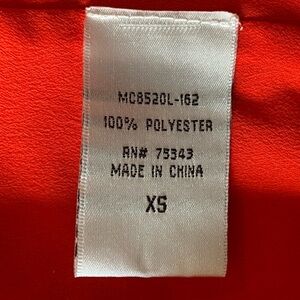 MC8520L-162
100% POLYESTER
RN# 75343
MADE IN CHINA
XS